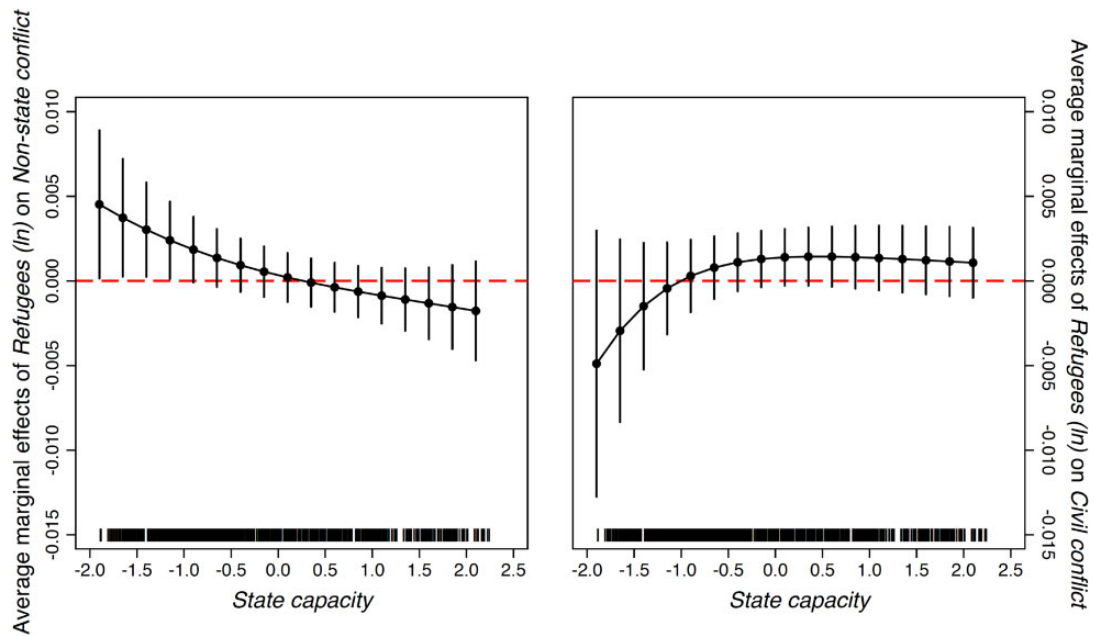 Average marginal effects of Refugees (ln) on Non-state conflict
0.010
0.005
0.000
-0.005
-0.010
-0.015
-2.0 -1.5 -1.0 -0.5 0.0 0.5 1.0 1.5 2.0 2.5
State capacity
Average marginal effects of Refugees (ln) on Civil conflict
0.010
0.005
0.000
-0.005
-0.010
-0.015
-2.0 -1.5 -1.0 -0.5 0.0 0.5 1.0 1.5 2.0 2.5
State capacity